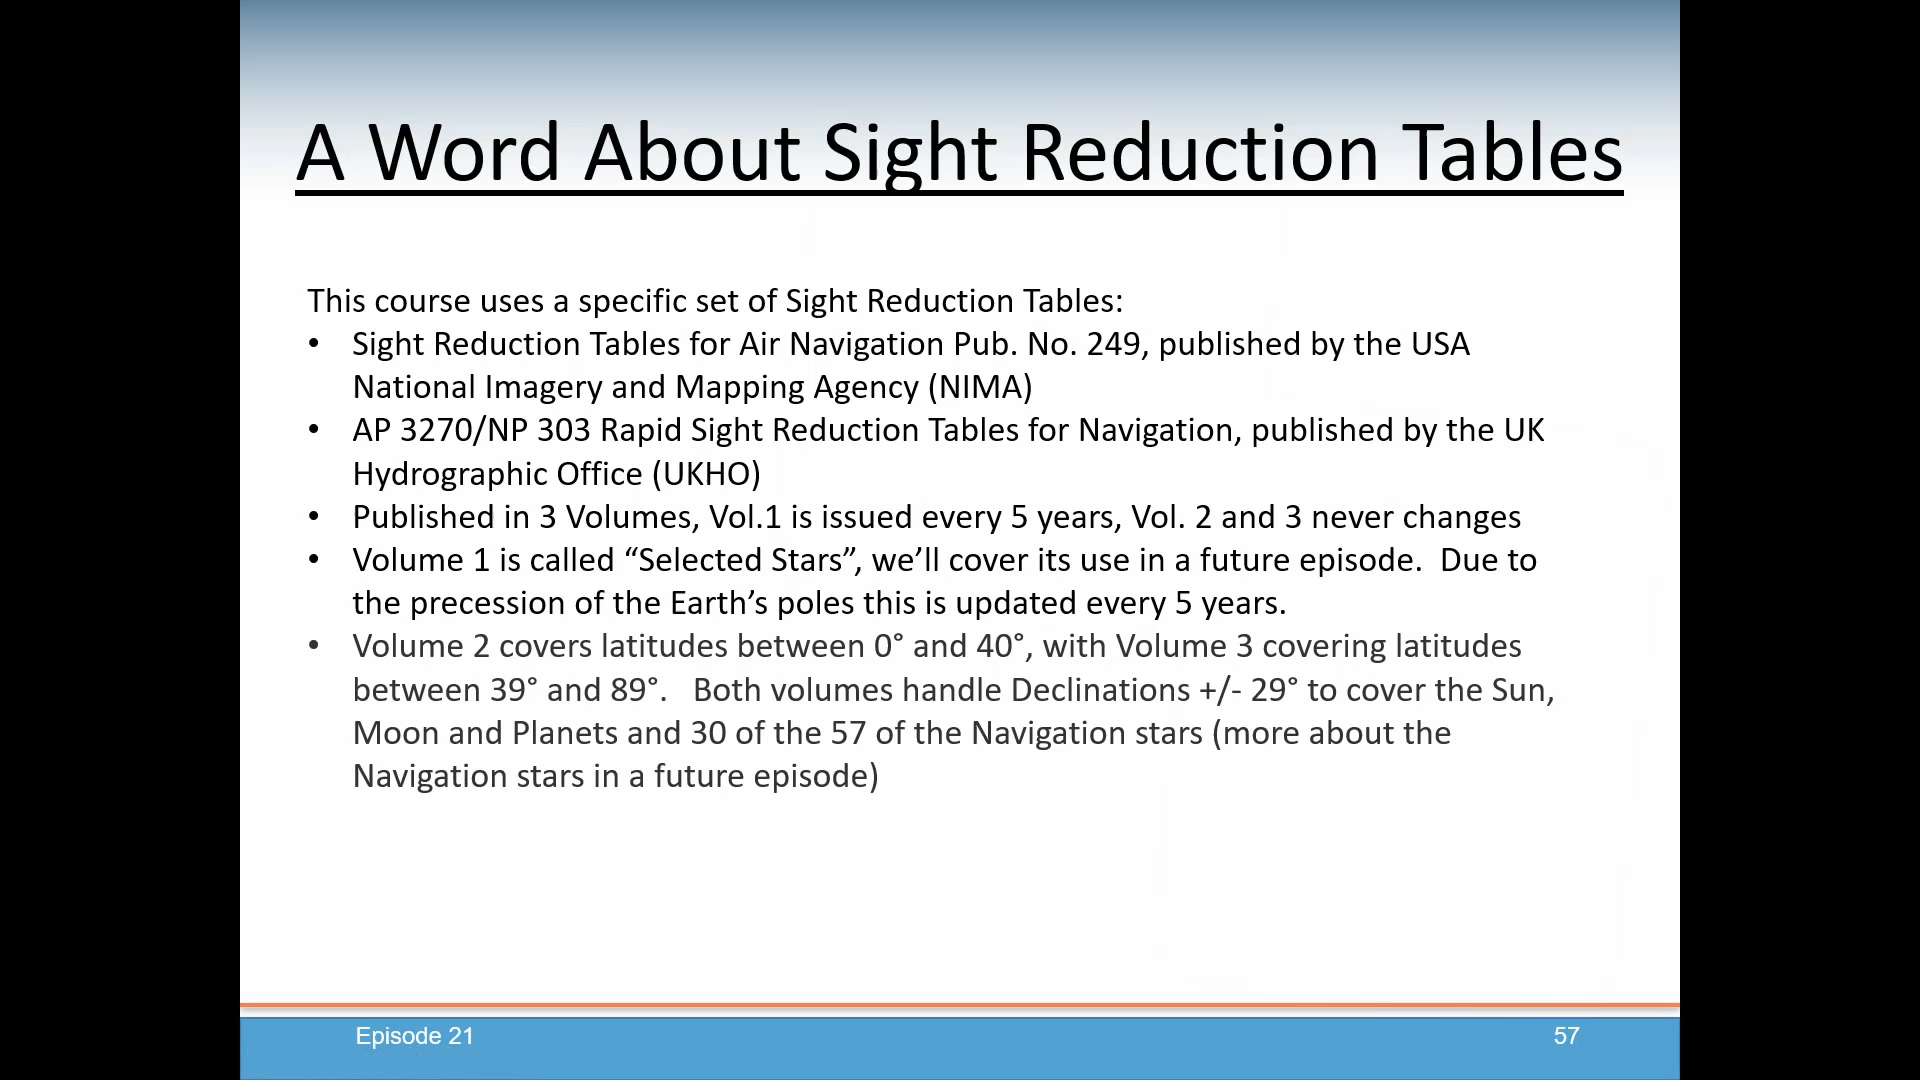 A Word About Sight Reduction Tables
This course uses a specific set of Sight Reduction Tables:
• Sight Reduction Tables for Air Navigation Pub. No. 249, published by the USA
National Imagery and Mapping Agency (NIMA)
• AP 3270/NP 303 Rapid Sight Reduction Tables for Navigation, published by the UK
Hydrographic Office (UKHO)
• Published in 3 Volumes, Vol.1 is issued every 5 years, Vol. 2 and 3 never changes
• Volume 1 is called “Selected Stars”, we’ll cover its use in a future episode.  Due to
the precession of the Earth’s poles this is updated every 5 years.
• Volume 2 covers latitudes between 0° and 40°, with Volume 3 covering latitudes
between 39° and 89°.   Both volumes handle Declinations +/- 29° to cover the Sun,
Moon and Planets and 30 of the 57 of the Navigation stars (more about the
Navigation stars in a future episode)
Episode 21
57